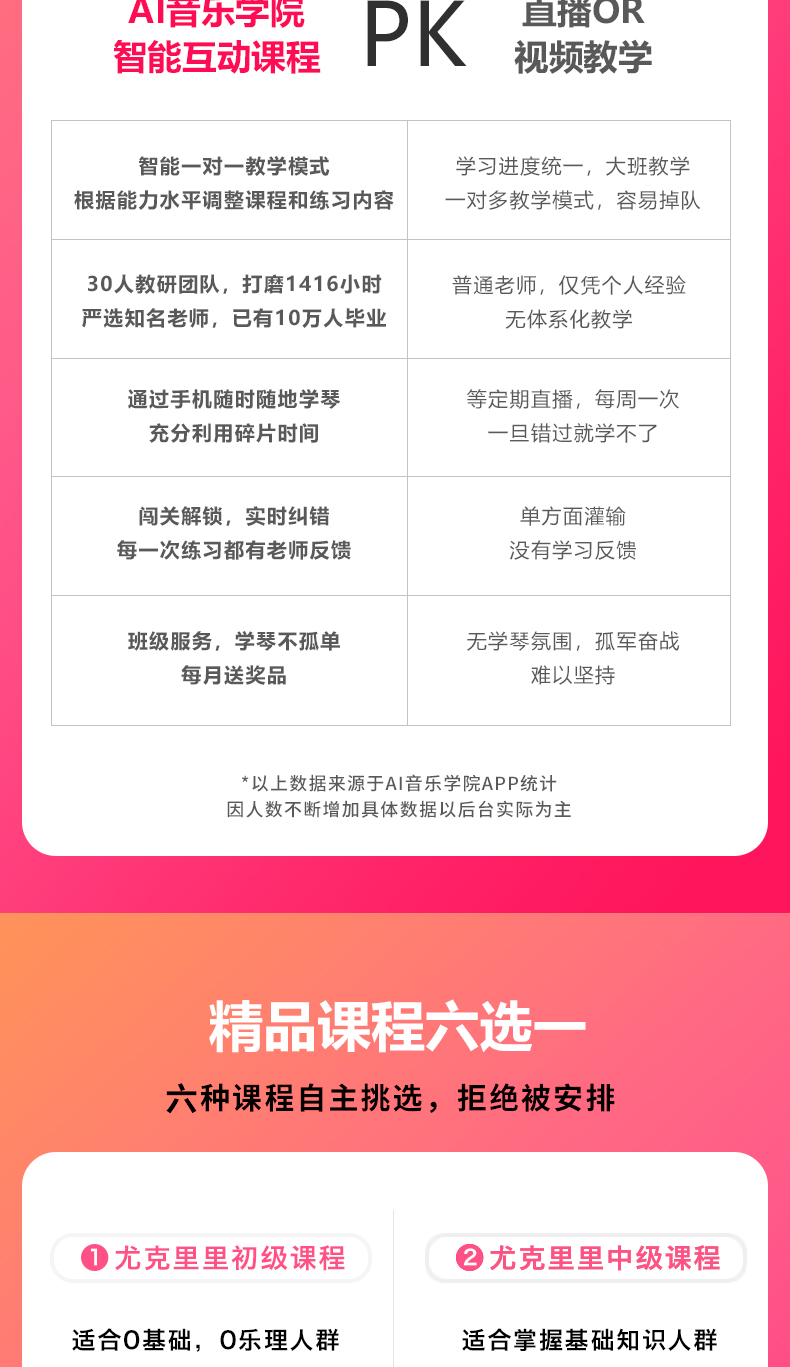 AI音乐学院
智能互动课程
PK
直播OR
视频教学
智能一对一教学模式
根据能力水平调整课程和练习内容
学习进度统一，大班教学
一对多教学模式，容易掉队
30人教研团队，打磨1416小时
严选知名老师，已有10万人毕业
普通老师，仅凭个人经验
无体系化教学
通过手机随时随地学琴
充分利用碎片时间
等定期直播，每周一次
一旦错过就学不了
闯关解锁，实时纠错
每一次练习都有老师反馈
单方面灌输
没有学习反馈
班级服务，学琴不孤单
每月送奖品
无学琴氛围，孤军奋战
难以坚持
*以上数据来源于AI音乐学院APP统计
因人数不断增加具体数据以后台实际为主
精品课程六选一
六种课程自主挑选，拒绝被安排
❶尤克里里初级课程
适合0基础，0乐理人群
❷尤克里里中级课程
适合掌握基础知识人群